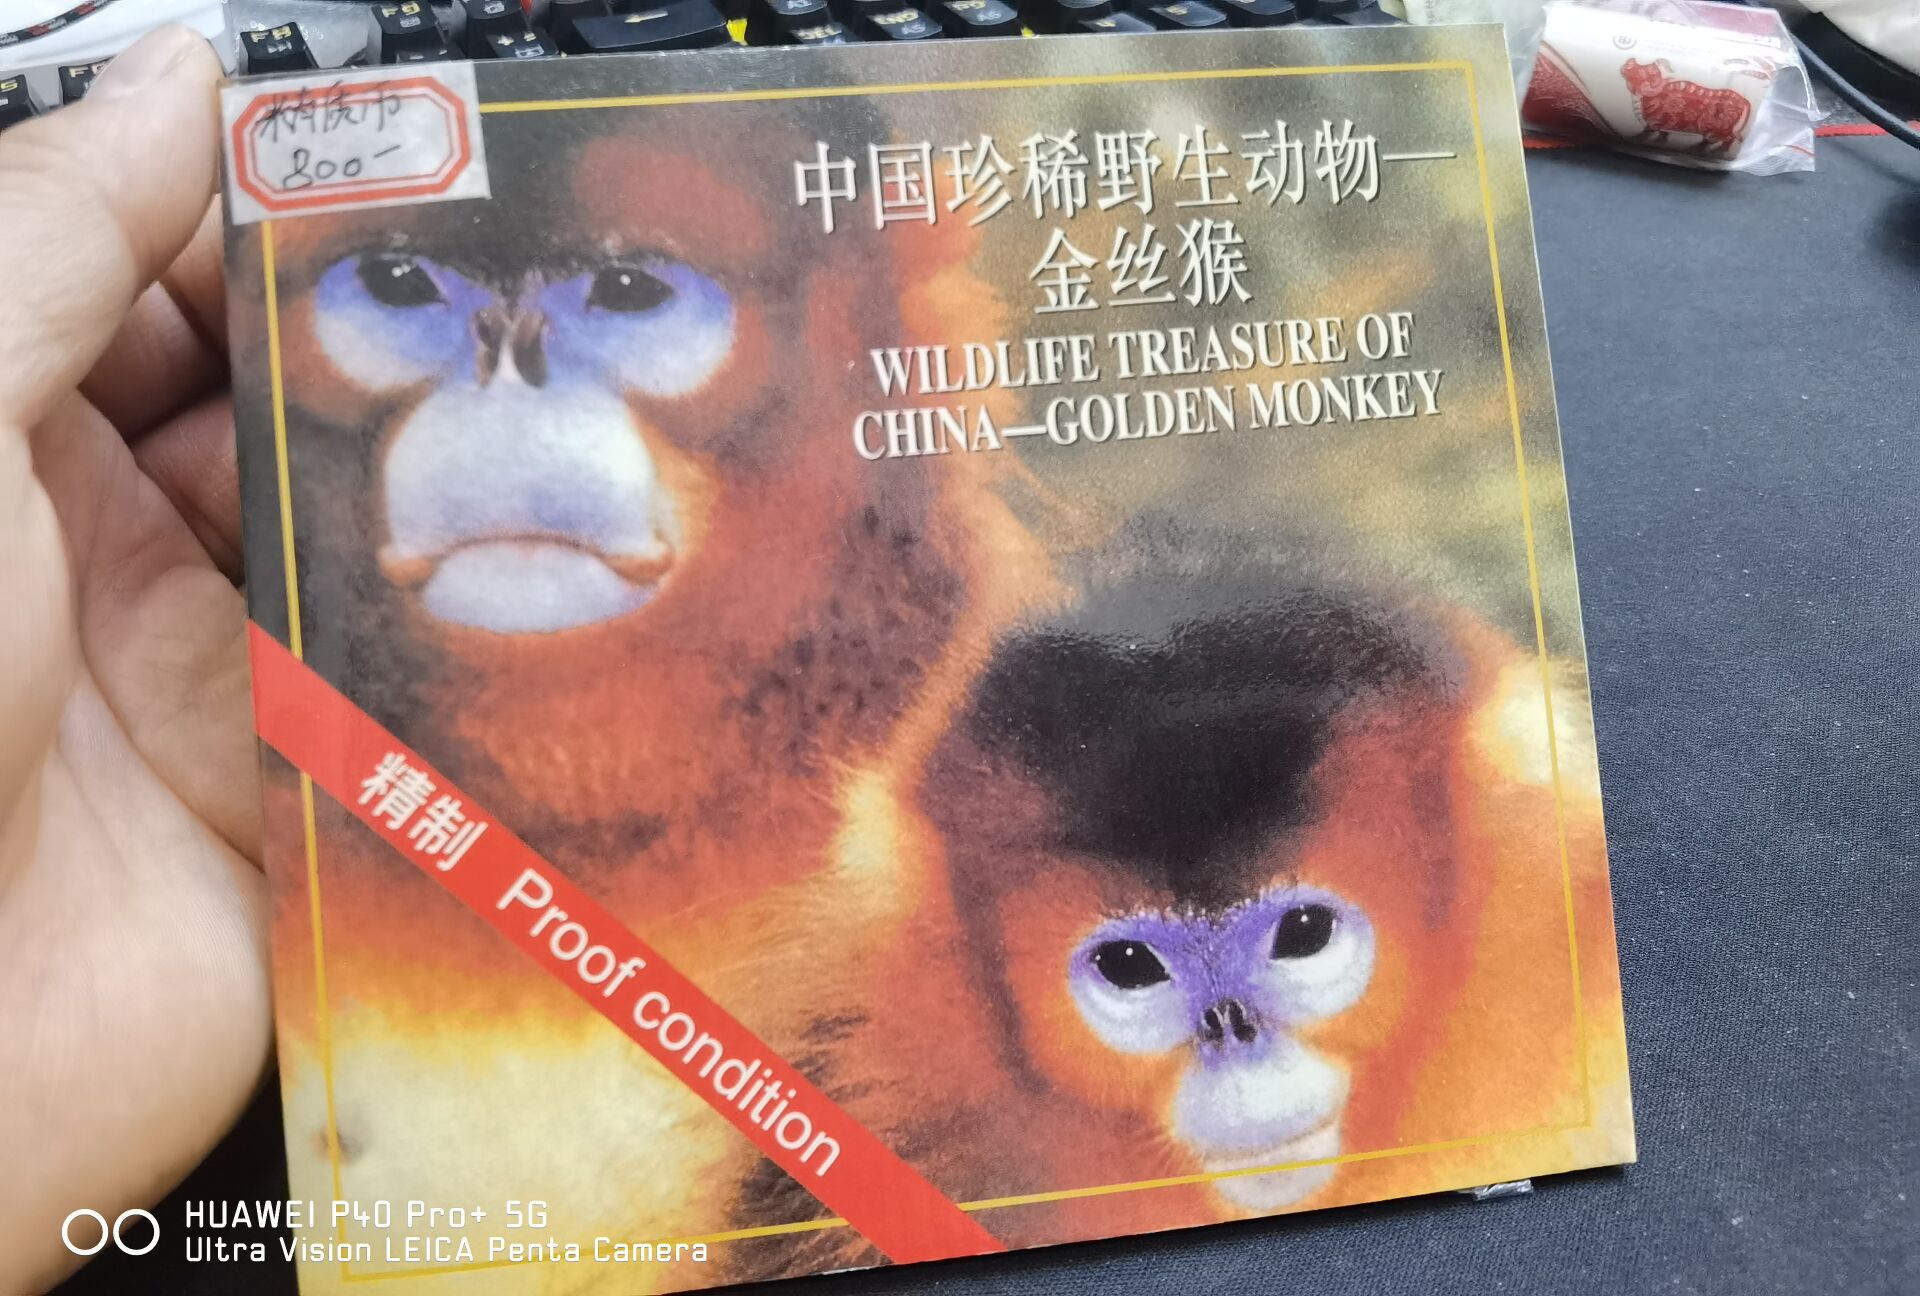 精质币
800-
中国珍稀野生动物—
金丝猴
WILDLIFE TREASURE OF
CHINA—GOLDEN MONKEY
精制 Proof condition
HUAWEI P40 Pro+ 5G
Ultra Vision LEICA Penta Camera